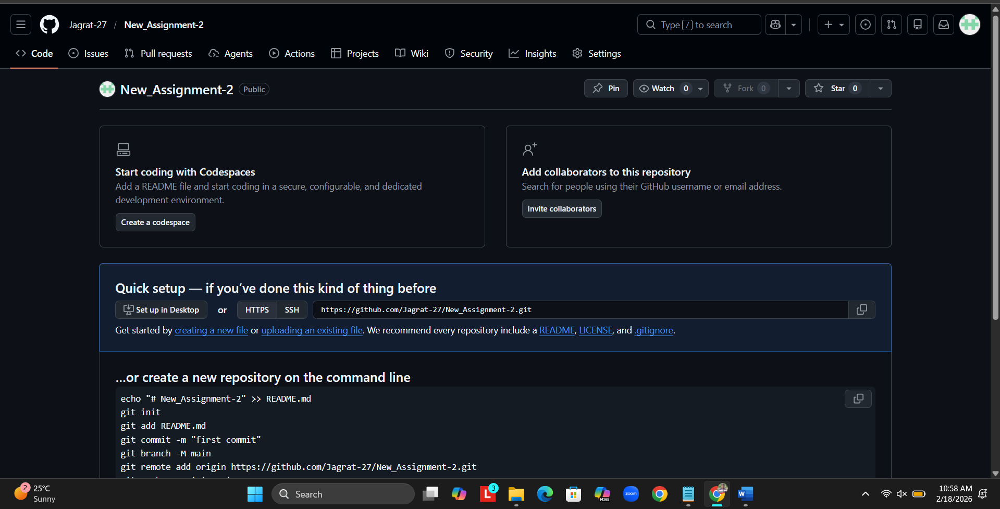 Jagrat-27 / New_Assignment-2
Type / to search
Code Issues Pull requests Agents Actions Projects Wiki Security Insights Settings
New_Assignment-2 Public
Pin Watch 0 Fork 0 Star 0
Start coding with Codespaces
Add a README file and start coding in a secure, configurable, and dedicated
development environment.
Create a codespace
Add collaborators to this repository
Search for people using their GitHub username or email address.
Invite collaborators
Quick setup — if you’ve done this kind of thing before
Set up in Desktop or HTTPS SSH https://github.com/Jagrat-27/New_Assignment-2.git
Get started by creating a new file or uploading an existing file. We recommend every repository include a README, LICENSE, and .gitignore.
…or create a new repository on the command line
echo "# New_Assignment-2" >> README.md
git init
git add README.md
git commit -m "first commit"
git branch -M main
git remote add origin https://github.com/Jagrat-27/New_Assignment-2.git
2 25°C
Sunny
Search
L 3
M365
zoom
W
10:58 AM
2/18/2026